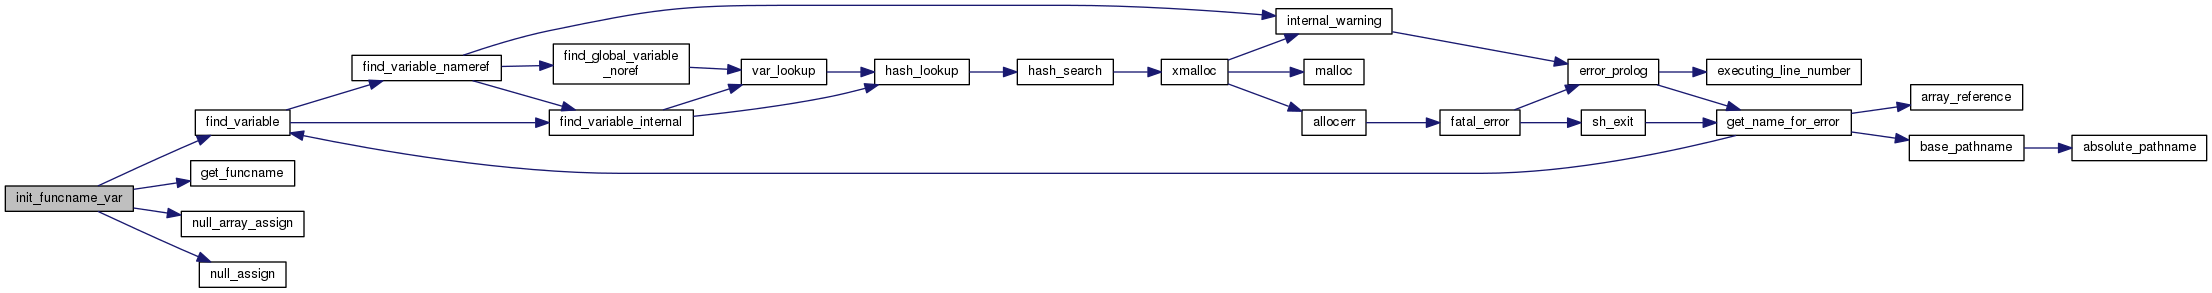 init_funcname_var
find_variable
get_funcname
null_array_assign
null_assign
find_variable_nameref
find_global_variable
_noref
find_variable_internal
var_lookup
hash_lookup
hash_search
xmalloc
internal_warning
malloc
allocerr
fatal_error
error_prolog
sh_exit
executing_line_number
get_name_for_error
array_reference
base_pathname
absolute_pathname